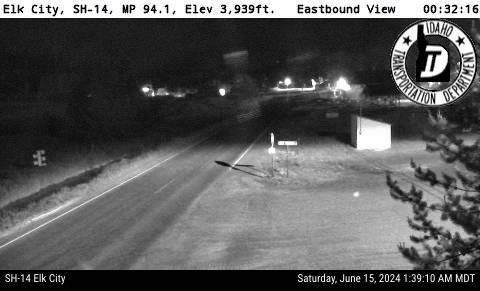 Elk City, SH-14, MP 94.1, Elev 3,939ft. Eastbound View 00:32:16
IDAHO
TRANSPORTATION DEPARTMENT
SH-14 Elk City Saturday, June 15, 2024 1:39:10 AM MDT